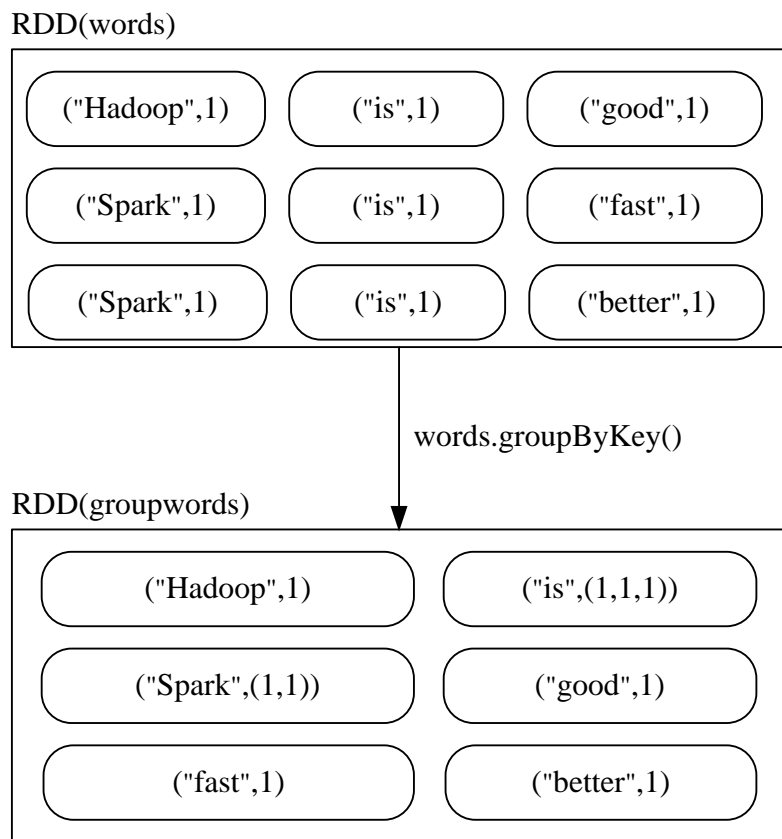 RDD(words)
("Hadoop",1) ("is",1) ("good",1)
("Spark",1) ("is",1) ("fast",1)
("Spark",1) ("is",1) ("better",1)
words.groupByKey()
RDD(groupwords)
("Hadoop",1) ("is",(1,1,1))
("Spark",(1,1)) ("good",1)
("fast",1) ("better",1)